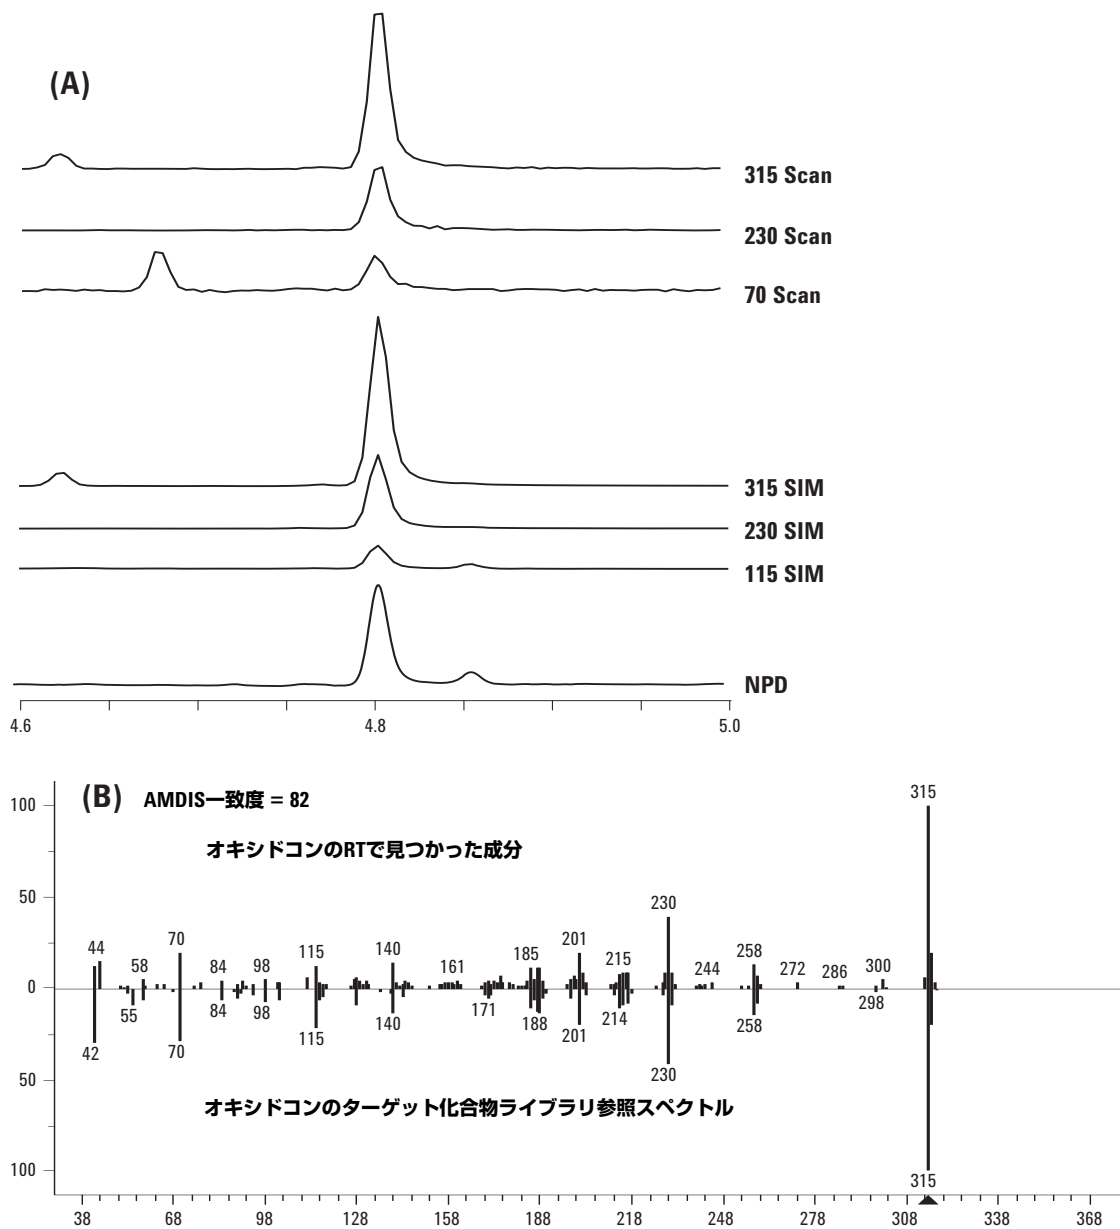 (A)
315 Scan
230 Scan
70 Scan
315 SIM
230 SIM
115 SIM
NPD
4.6 4.8 5.0
(B) AMDIS一致度 = 82
オキシドコンのRTで見つかった成分
315
100
50
230
44 58 70 84 98 115 140 161 185 201 215 244 258 272 286 300
0
55 84 98 171 188 214 298
42 70 115 140 201 258
230
50
オキシドコンのターゲット化合物ライブラリ参照スペクトル
100
315
38 68 98 128 158 188 218 248 278 308 338 368